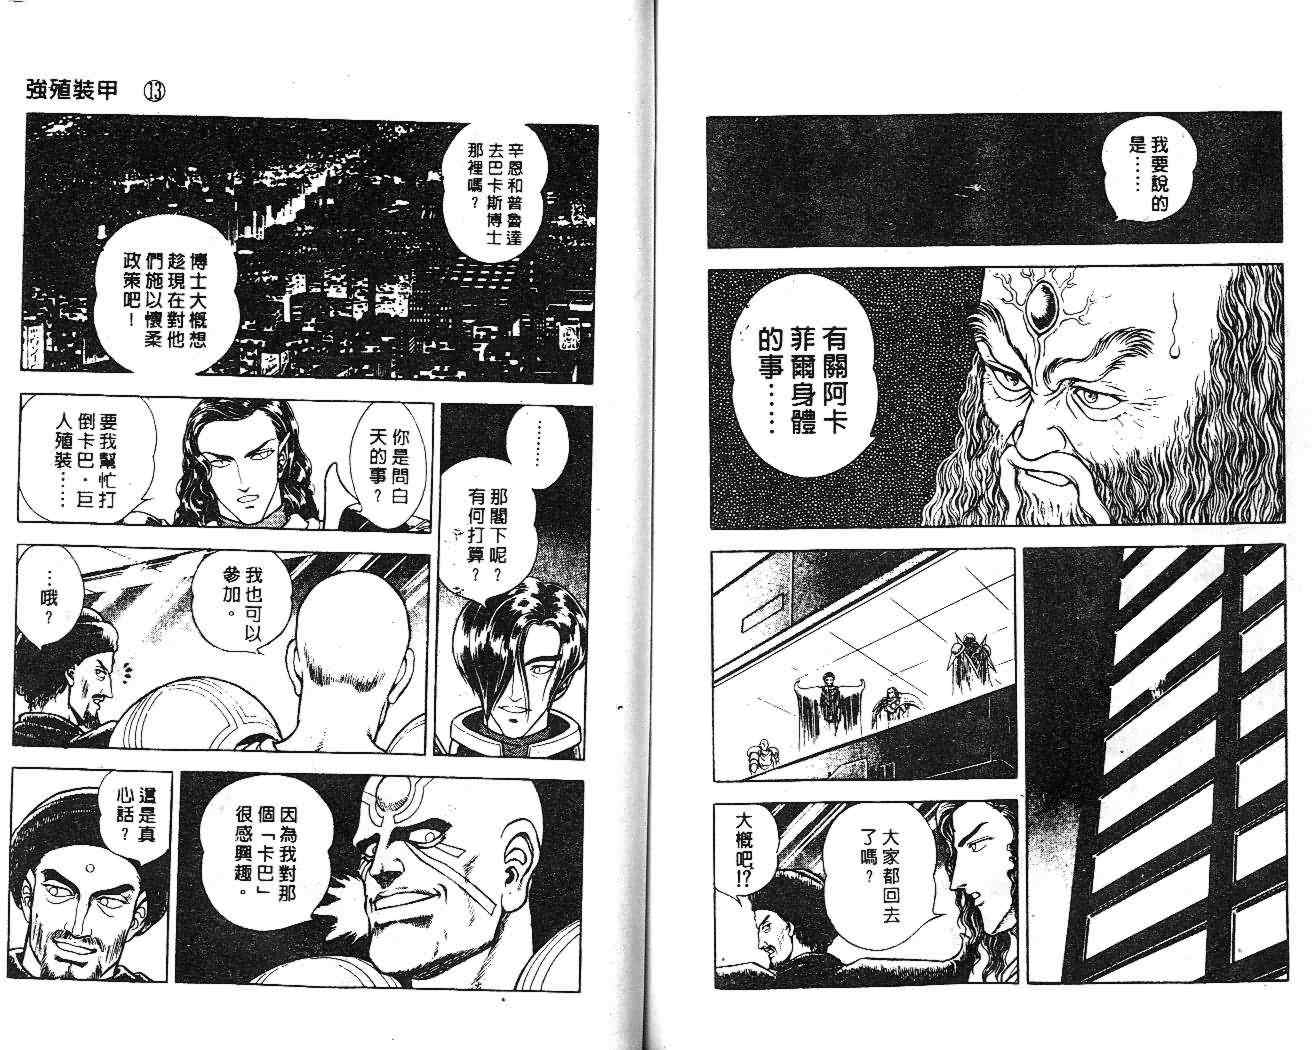 我要說的
是……
有關阿卡
菲爾身體
的事……
大家都回去
了嗎？
大概吧!?
強殖裝甲 ⑬
辛恩和普魯達
去巴卡斯博士
那裡嗎？
博士大概想
趁現在對他
們施以懷柔
政策吧！
………
那閣下呢？
有何打算？
你是問白
天的事？
要我幫忙打
倒卡巴·巨
人殖裝……
我也可以
參加。
…哦？
因為我對那
個「卡巴」
很感興趣。
這是真
心話？